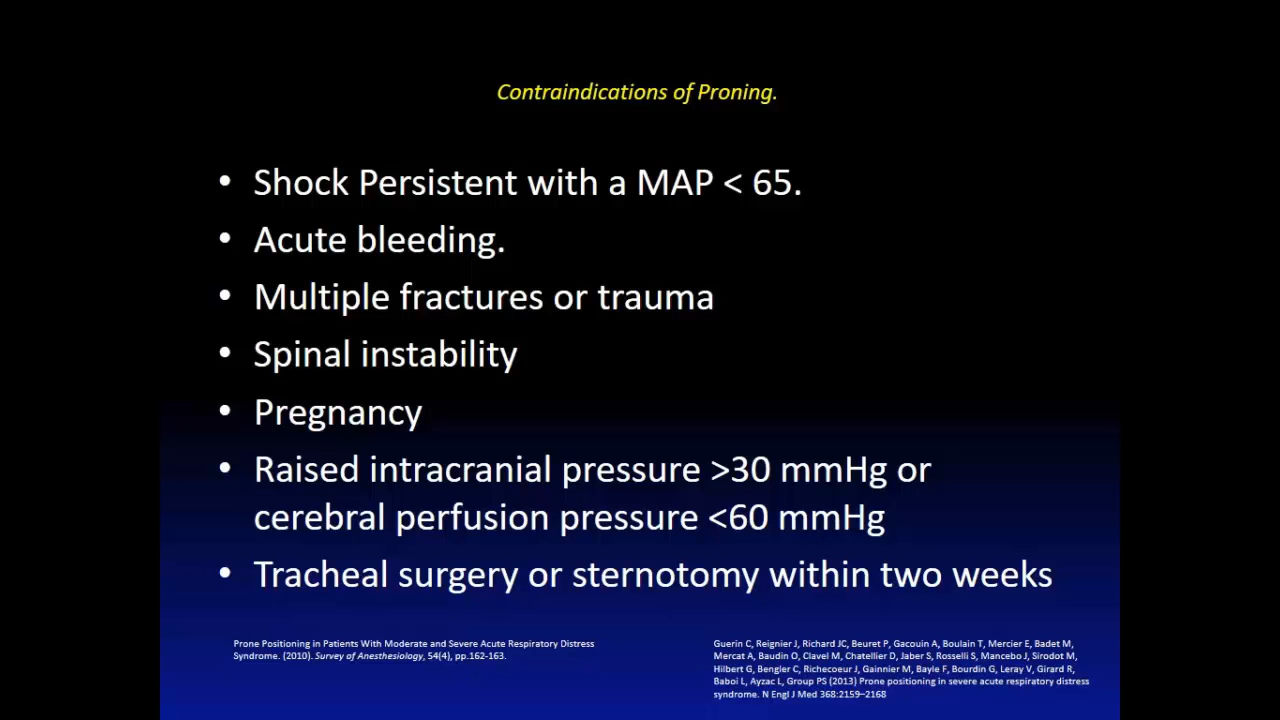 Contraindications of Proning.
• Shock Persistent with a MAP < 65.
• Acute bleeding.
• Multiple fractures or trauma
• Spinal instability
• Pregnancy
• Raised intracranial pressure >30 mmHg or
cerebral perfusion pressure <60 mmHg
• Tracheal surgery or sternotomy within two weeks
Prone Positioning in Patients With Moderate and Severe Acute Respiratory Distress
Syndrome. (2010). Survey of Anesthesiology, 54(4), pp.162-163.
Guerin C, Reignier J, Richard JC, Beuret P, Gacouin A, Boulain T, Mercier E, Badet M,
Mercat A, Baudin O, Clavel M, Chatellier D, Jaber S, Rosselli S, Mancebo J, Sirodot M,
Hilbert G, Bengler C, Richecoeur J, Gainnier M, Bayle F, Bourdin G, Leray V, Girard R,
Baboi L, Ayzac L, Group PS (2013) Prone positioning in severe acute respiratory distress
syndrome. N Engl J Med 368:2159–2168